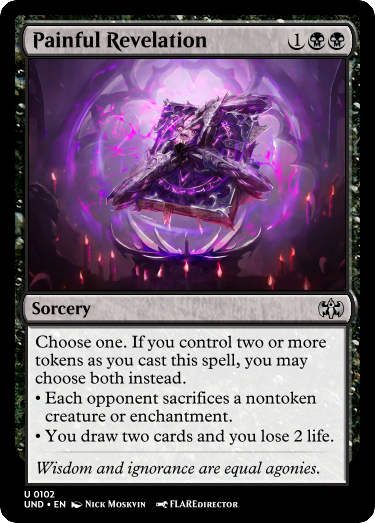 Painful Revelation 1
Sorcery
Choose one. If you control two or more
tokens as you cast this spell, you may
choose both instead.
• Each opponent sacrifices a nontoken
creature or enchantment.
• You draw two cards and you lose 2 life.
Wisdom and ignorance are equal agonies.
U 0102
UND • EN Nick Moskvin FLAREdirector